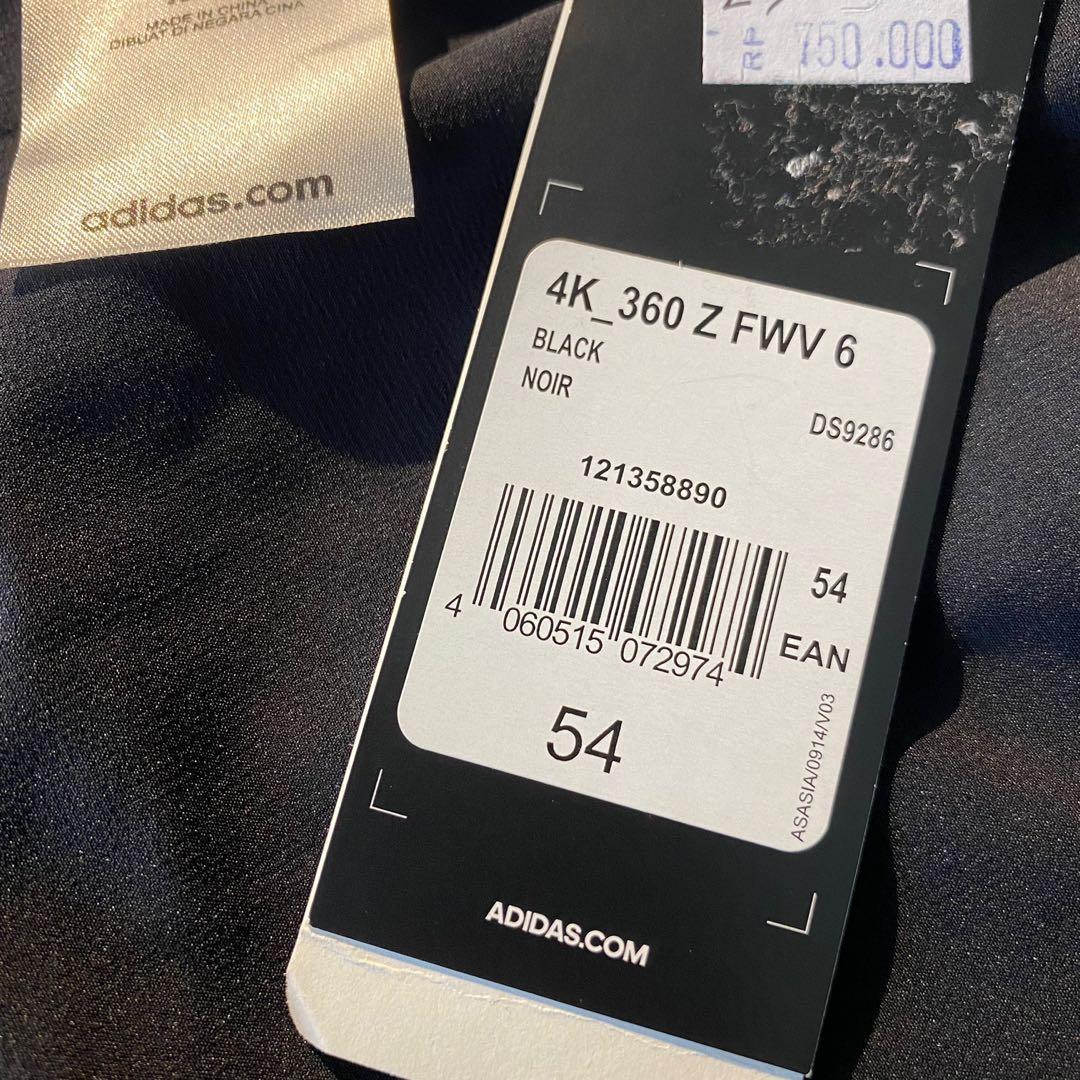 MADE IN CHINA
DIBUAT DI NEGARA CINA
adidas.com
RP 750.000
4K_360 Z FWV 6
BLACK
NOIR
DS9286
121358890
54
4 060515 072974
EAN
54
ASASIA/0914/V03
ADIDAS.COM